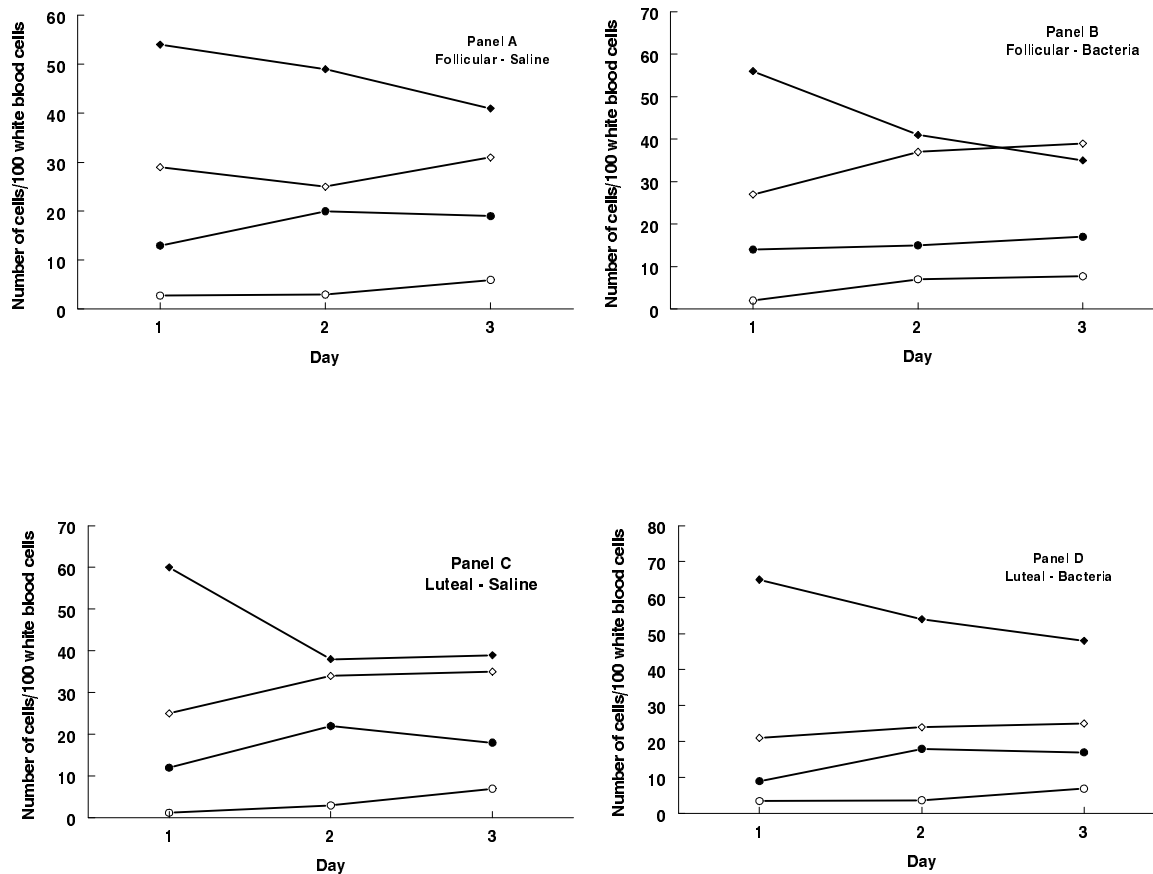 Number of cells/100 white blood cells
60
50
40
30
20
10
0
Panel A
Follicular - Saline
1 2 3
Day
Number of cells/100 white blood cells
70
60
50
40
30
20
10
0
Panel B
Follicular - Bacteria
1 2 3
Day
Number of cells/100 white blood cells
70
60
50
40
30
20
10
0
Panel C
Luteal - Saline
1 2 3
Day
Number of cells/100 white blood cells
80
70
60
50
40
30
20
10
0
Panel D
Luteal - Bacteria
1 2 3
Day